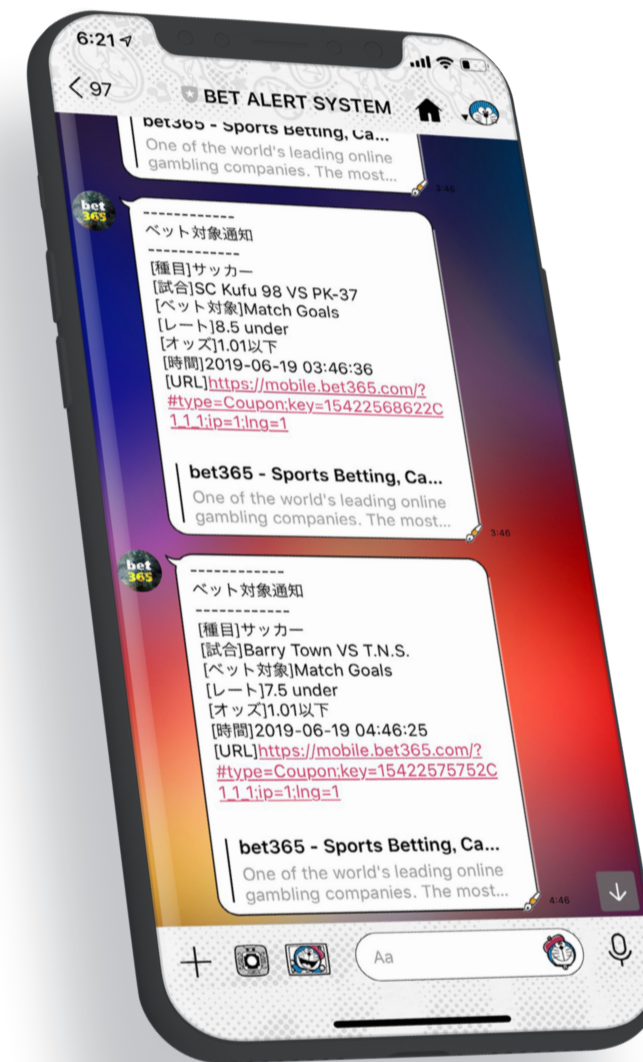 6:21
97
BET ALERT SYSTEM
bet365 - Sports Betting, Ca...
One of the world's leading online
gambling companies. The most...
3:46
bet
365
------------
ベット対象通知
------------
[種目]サッカー
[試合]SC Kufu 98 VS PK-37
[ベット対象]Match Goals
[レート]8.5 under
[オッズ]1.01以下
[時間]2019-06-19 03:46:36
[URL]https://mobile.bet365.com/?
#type=Coupon;key=15422568622C
1_1_1;ip=1;lng=1
bet365 - Sports Betting, Ca...
One of the world's leading online
gambling companies. The most...
3:46
bet
365
------------
ベット対象通知
------------
[種目]サッカー
[試合]Barry Town VS T.N.S.
[ベット対象]Match Goals
[レート]7.5 under
[オッズ]1.01以下
[時間]2019-06-19 04:46:25
[URL]https://mobile.bet365.com/?
#type=Coupon;key=15422575752C
1_1_1;ip=1;lng=1
bet365 - Sports Betting, Ca...
One of the world's leading online
gambling companies. The most...
4:46
Aa